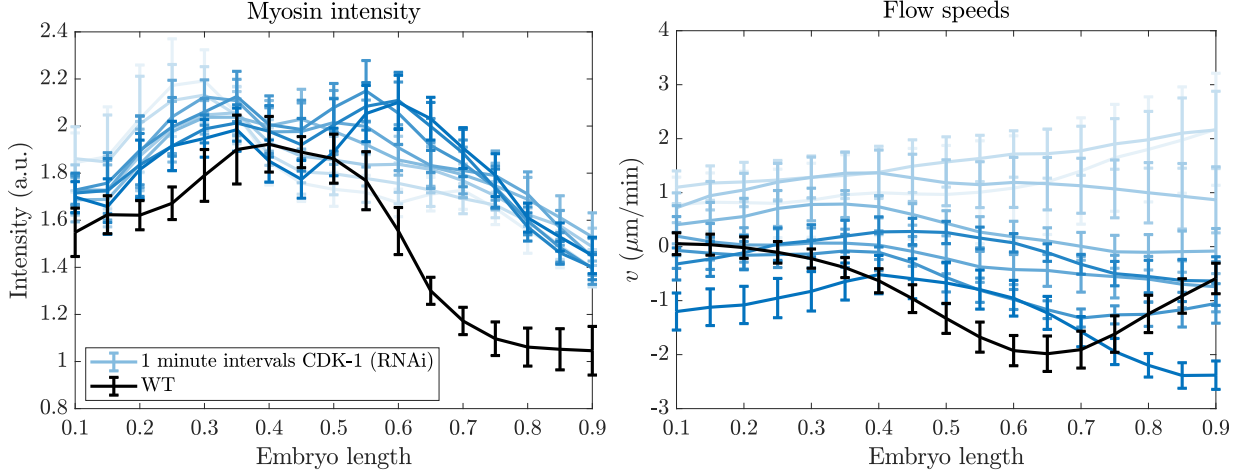 Myosin intensity
Intensity (a.u.)
2.4
2.2
2
1.8
1.6
1.4
1.2
1
0.8
1 minute intervals CDK-1 (RNAi)
WT
0.1 0.2 0.3 0.4 0.5 0.6 0.7 0.8 0.9
Embryo length
Flow speeds
v (μm/min)
4
3
2
1
0
-1
-2
-3
0.1 0.2 0.3 0.4 0.5 0.6 0.7 0.8 0.9
Embryo length